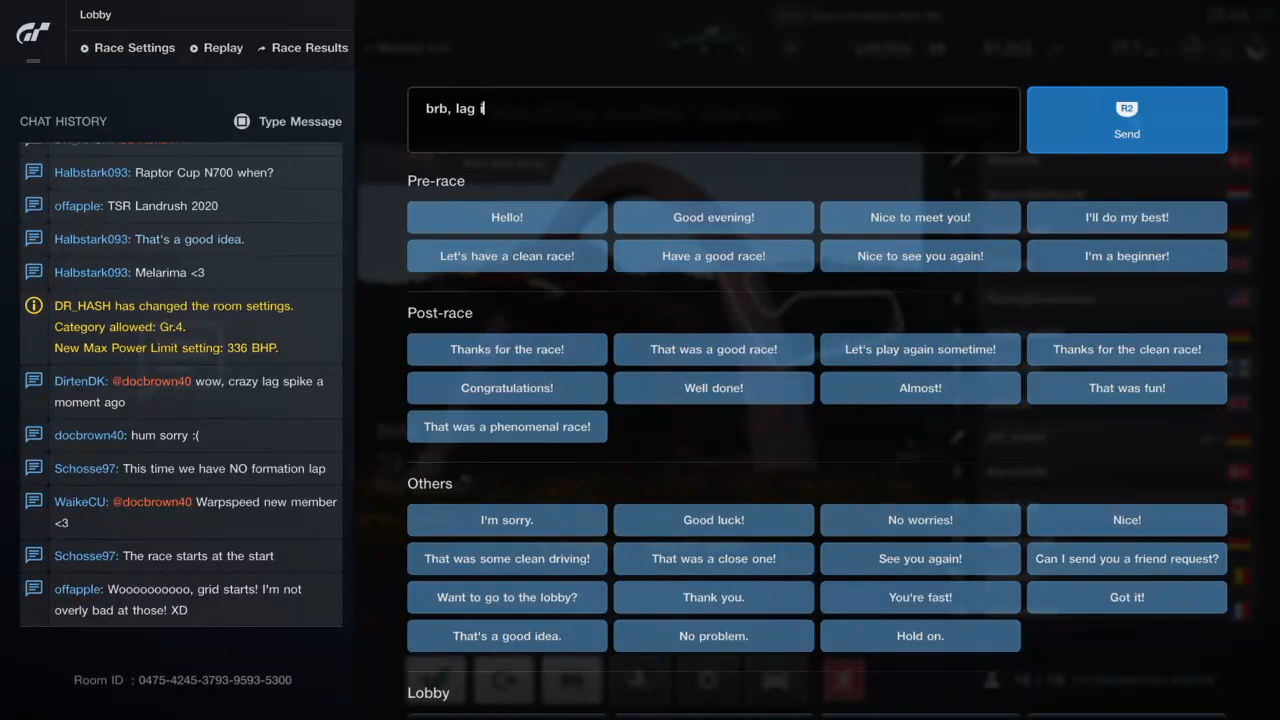 Lobby
Race Settings Replay Race Results
CHAT HISTORY Type Message
Halbstark093: Raptor Cup N700 when?
offapple: TSR Landrush 2020
Halbstark093: That's a good idea.
Halbstark093: Melarima <3
DR_HASH has changed the room settings.
Category allowed: Gr.4.
New Max Power Limit setting: 336 BHP.
DirtenDK: @docbrown40 wow, crazy lag spike a
moment ago
docbrown40: hum sorry :(
Schosse97: This time we have NO formation lap
WaikeCU: @docbrown40 Warpspeed new member
<3
Schosse97: The race starts at the start
offapple: Woooooooooo, grid starts! I'm not
overly bad at those! XD
Room ID : 0475-4245-3793-9593-5300
brb, lag i
R2
Send
Pre-race
Hello! Good evening! Nice to meet you! I'll do my best!
Let's have a clean race! Have a good race! Nice to see you again! I'm a beginner!
Post-race
Thanks for the race! That was a good race! Let's play again sometime! Thanks for the clean race!
Congratulations! Well done! Almost! That was fun!
That was a phenomenal race!
Others
I'm sorry. Good luck! No worries! Nice!
That was some clean driving! That was a close one! See you again! Can I send you a friend request?
Want to go to the lobby? Thank you. You're fast! Got it!
That's a good idea. No problem. Hold on.
Lobby